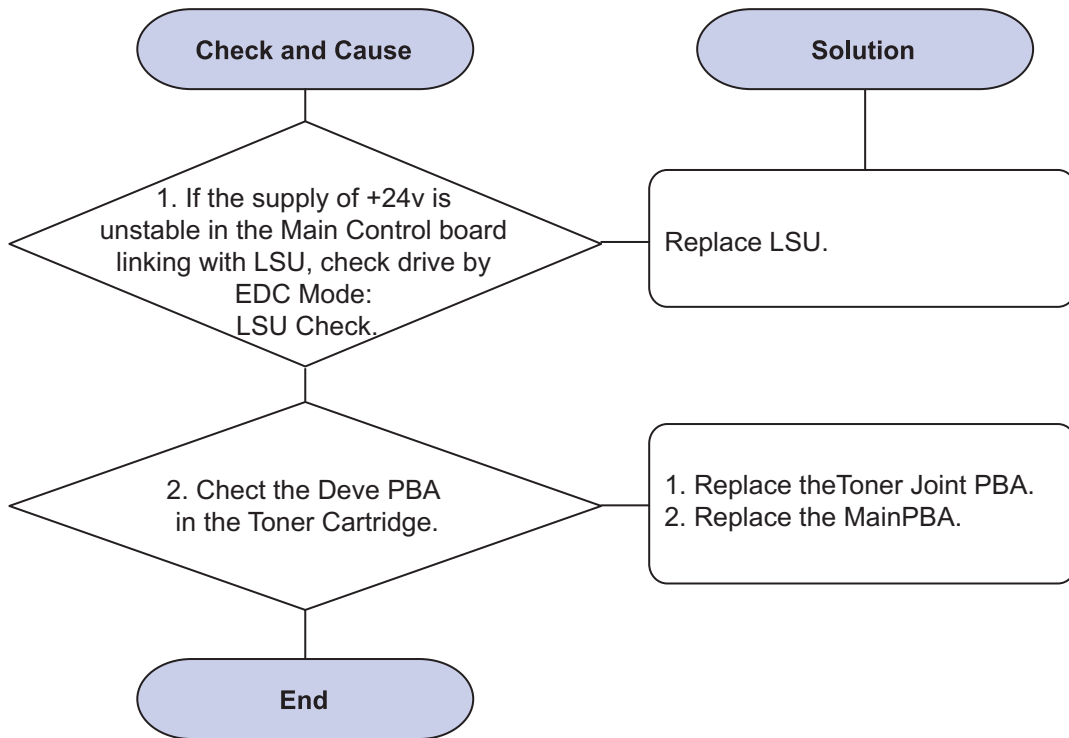 Check and Cause
Solution
1. If the supply of +24v is
unstable in the Main Control board
linking with LSU, check drive by
EDC Mode:
LSU Check.
Replace LSU.
2. Chect the Deve PBA
in the Toner Cartridge.
1. Replace theToner Joint PBA.
2. Replace the MainPBA.
End